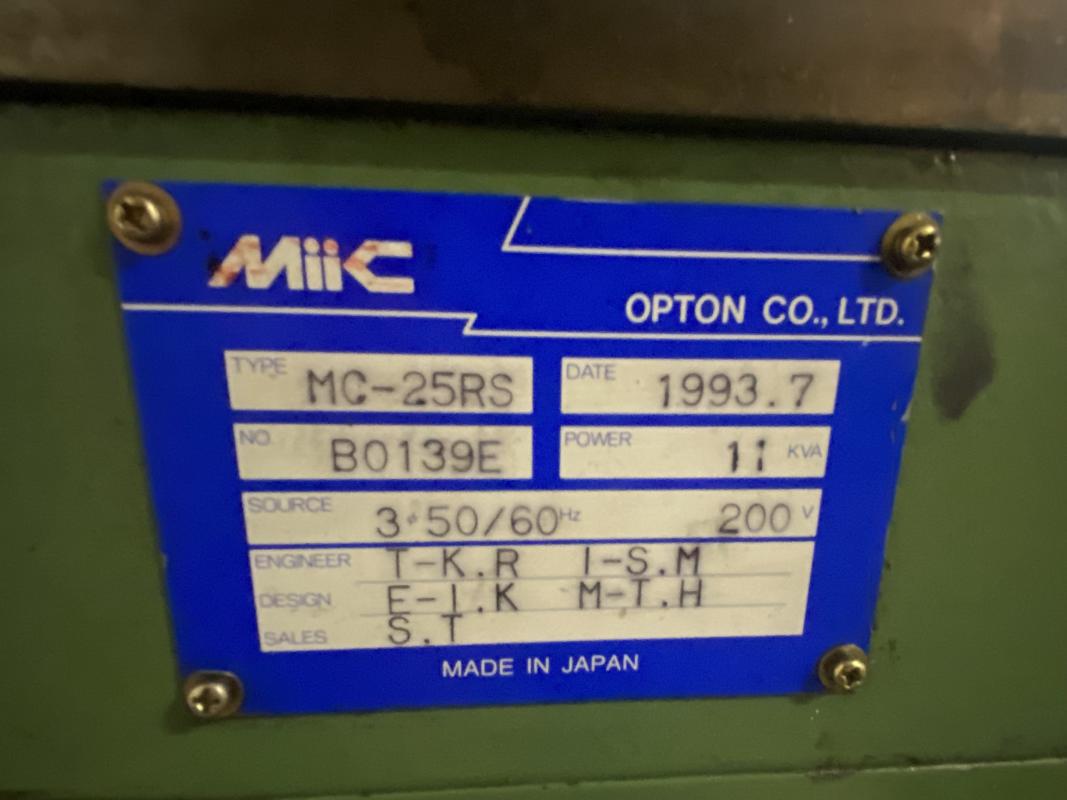 MiiC
OPTON CO., LTD.
TYPE MC-25RS DATE 1993.7
NO. B0139E POWER 11 KVA
SOURCE 3φ50/60Hz 200 V
ENGINEER T-K.R I-S.M
DESIGN E-I.K M-T.H
SALES S.T
MADE IN JAPAN